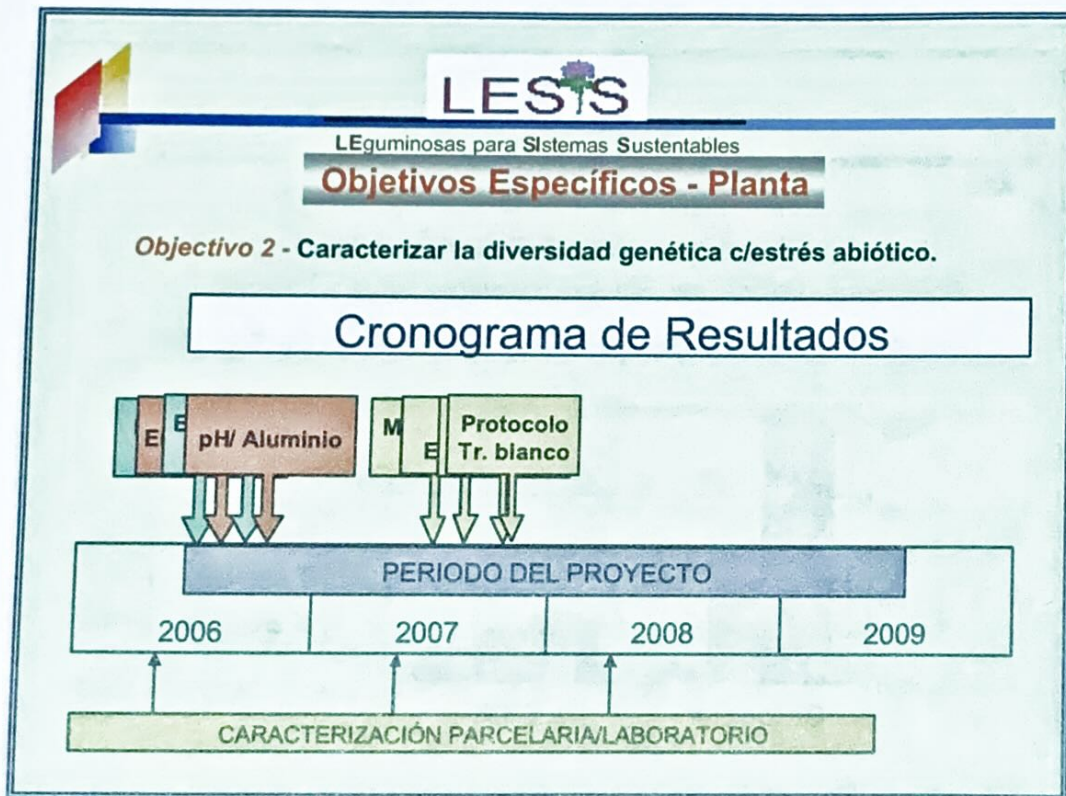 LESIS
LEguminosas para SIstemas Sustentables
Objetivos Específicos - Planta
Objectivo 2 - Caracterizar la diversidad genética c/estrés abiótico.
Cronograma de Resultados
E
E
pH/ Aluminio
M
E
Protocolo
Tr. blanco
PERIODO DEL PROYECTO
2006 2007 2008 2009
CARACTERIZACIÓN PARCELARIA/LABORATORIO